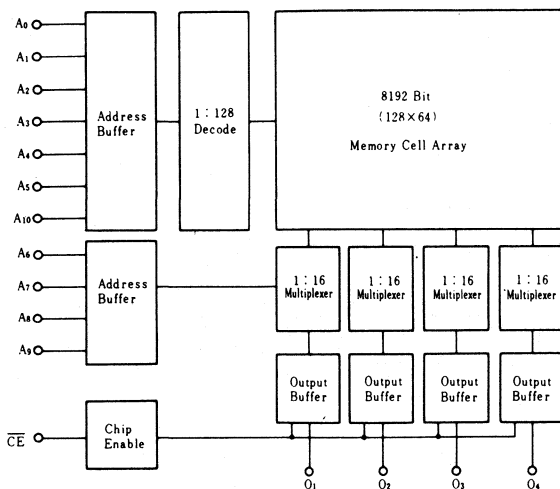 A0
A1
A2
A3
A4
A5
A10
Address
Buffer
1 : 128
Decode
8192 Bit
(128×64)
Memory Cell Array
A6
A7
A8
A9
Address
Buffer
1 : 16
Multiplexer
1 : 16
Multiplexer
1 : 16
Multiplexer
1 : 16
Multiplexer
Output
Buffer
Output
Buffer
Output
Buffer
Output
Buffer
CE
Chip
Enable
O1
O2
O3
O4